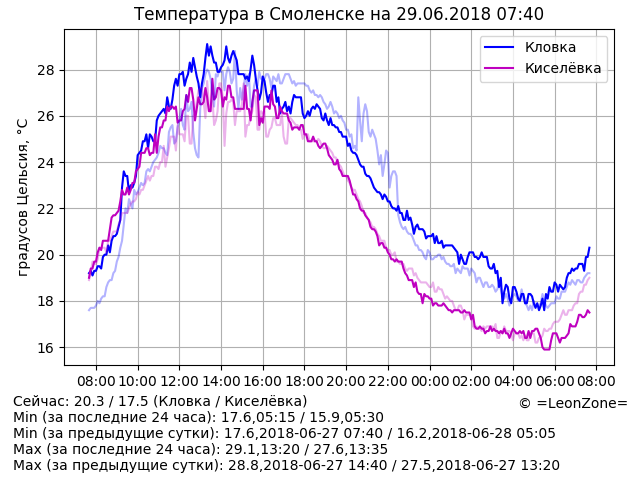 Температура в Смоленске на 29.06.2018 07:40
Кловка
Киселёвка
градусов Цельсия, °C
28
26
24
22
20
18
16
08:00 10:00 12:00 14:00 16:00 18:00 20:00 22:00 00:00 02:00 04:00 06:00 08:00
Сейчас: 20.3 / 17.5 (Кловка / Киселёвка)
© =LeonZone=
Min (за последние 24 часа): 17.6,05:15 / 15.9,05:30
Min (за предыдущие сутки): 17.6,2018-06-27 07:40 / 16.2,2018-06-28 05:05
Max (за последние 24 часа): 29.1,13:20 / 27.6,13:35
Max (за предыдущие сутки): 28.8,2018-06-27 14:40 / 27.5,2018-06-27 13:20